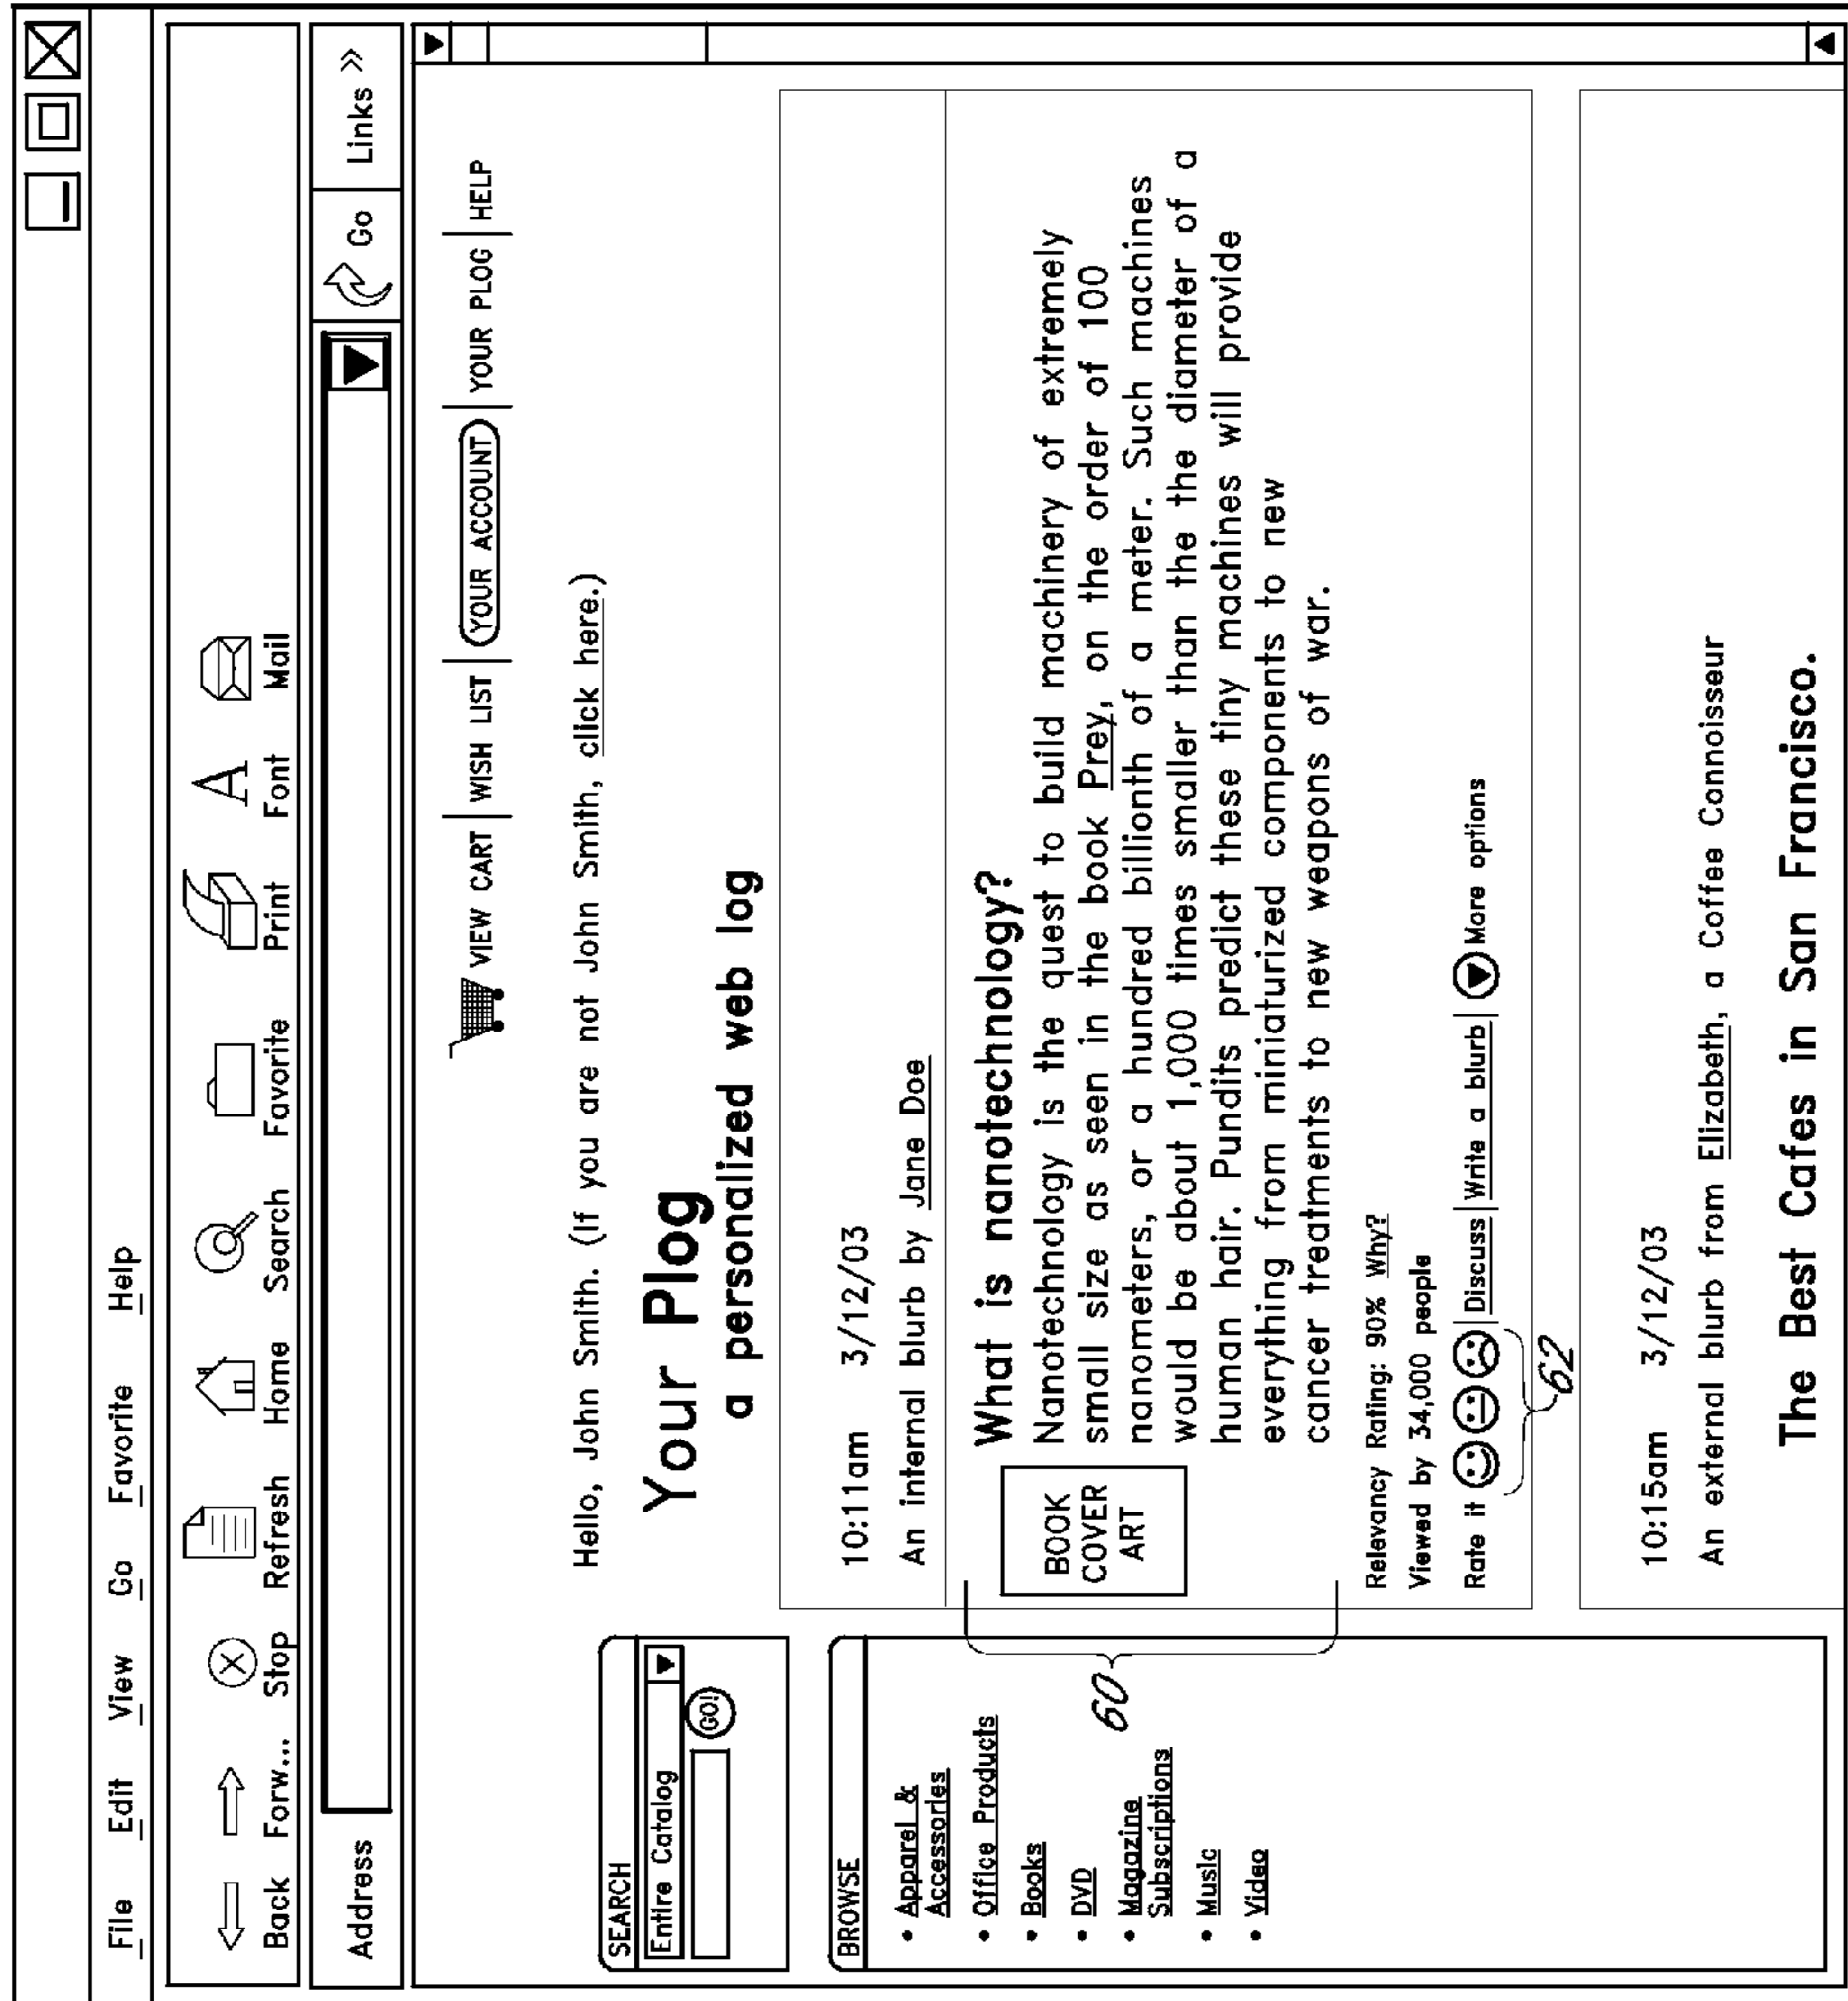 File Edit View Go Favorite Help
Back Forw... Stop Refresh Home Search Favorite Print Font Mail
Address Go Links »
VIEW CART | WISH LIST | YOUR ACCOUNT | YOUR PLOG | HELP
Hello, John Smith. (If you are not John Smith, click here.)
Your Plog
a personalized web log
SEARCH
Entire Catalog
GO!
BROWSE
• Apparel &
Accessories
• Office Products
• Books
• DVD
• Magazine
Subscriptions
• Music
• Video
60
10:11am 3/12/03
An internal blurb by Jane Doe
BOOK
COVER
ART
What is nanotechnology?
Nanotechnology is the quest to build machinery of extremely
small size as seen in the book Prey, on the order of 100
nanometers, or a hundred billionth of a meter. Such machines
would be about 1,000 times smaller than the the diameter of a
human hair. Pundits predict these tiny machines will provide
everything from miniaturized components to new
cancer treatments to new weapons of war.
Relevancy Rating: 90% Why?
Viewed by 34,000 people
Rate it | Discuss | Write a blurb | More options
62
10:15am 3/12/03
An external blurb from Elizabeth, a Coffee Connoisseur
The Best Cafes in San Francisco.